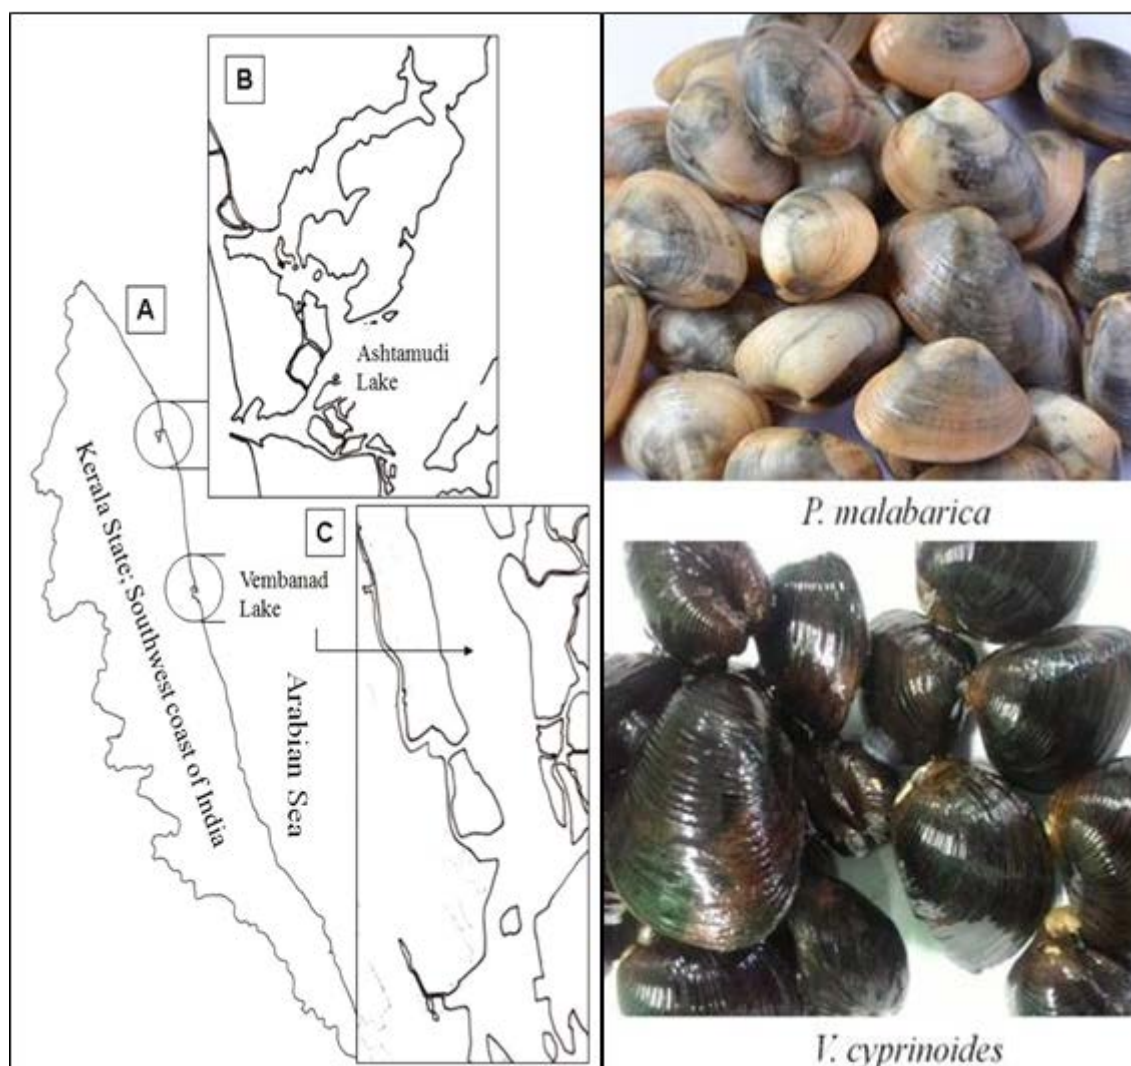 B
A
Ashtamudi
Lake
Kerala State; Southwest coast of India
C
Vembanad
Lake
Arabian Sea
P. malabarica
V. cyprinoides